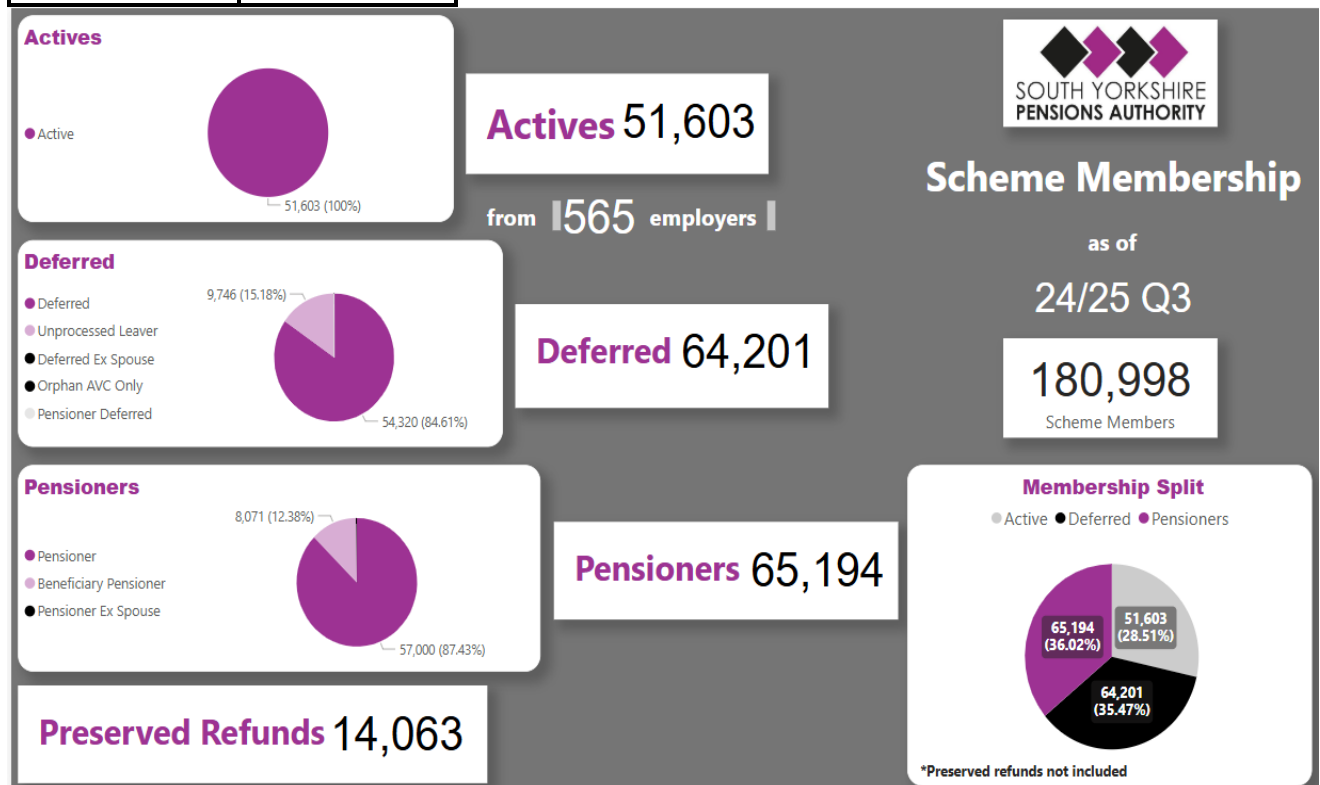 Actives
Active
51,603 (100%)
Actives 51,603
from 565 employers
Deferred
Deferred
Unprocessed Leaver
Deferred Ex Spouse
Orphan AVC Only
Pensioner Deferred
9,746 (15.18%)
54,320 (84.61%)
Deferred 64,201
Pensioners
Pensioner
Beneficiary Pensioner
Pensioner Ex Spouse
8,071 (12.38%)
57,000 (87.43%)
Pensioners 65,194
Preserved Refunds 14,063
SOUTH YORKSHIRE
PENSIONS AUTHORITY
Scheme Membership
as of
24/25 Q3
180,998
Scheme Members
Membership Split
Active Deferred Pensioners
65,194
(36.02%)
51,603
(28.51%)
64,201
(35.47%)
*Preserved refunds not included